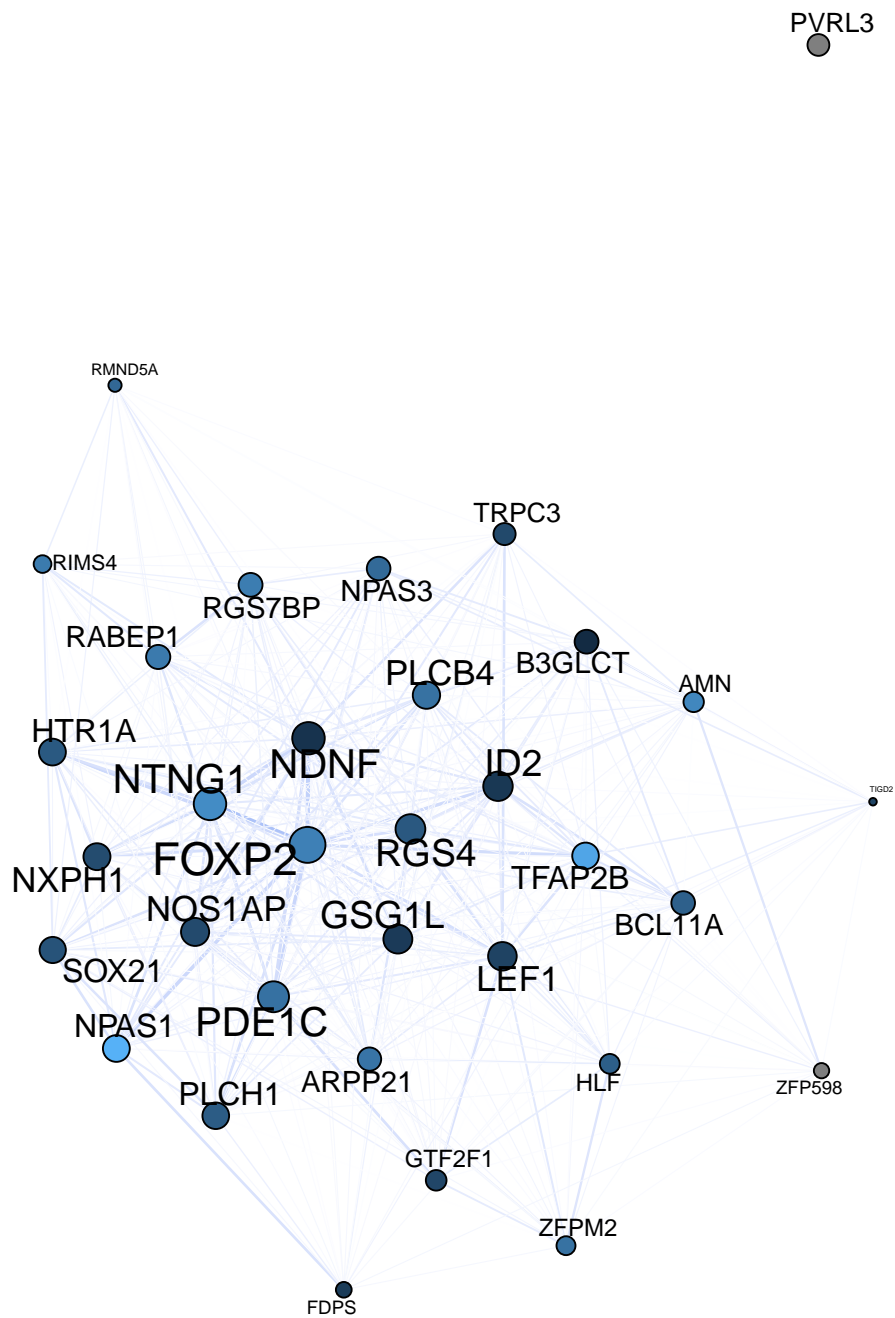 PVRL3
RMND5A
TRPC3
RIMS4
NPAS3
RGS7BP
RABEP1
B3GLCT
PLCB4
AMN
HTR1A
ID2
NDNF
NTNG1
TIGD2
RGS4
FOXP2
TFAP2B
NXPH1
NOS1AP
GSG1L
BCL11A
SOX21
LEF1
PDE1C
NPAS1
ARPP21
HLF
ZFP598
PLCH1
GTF2F1
ZFPM2
FDPS